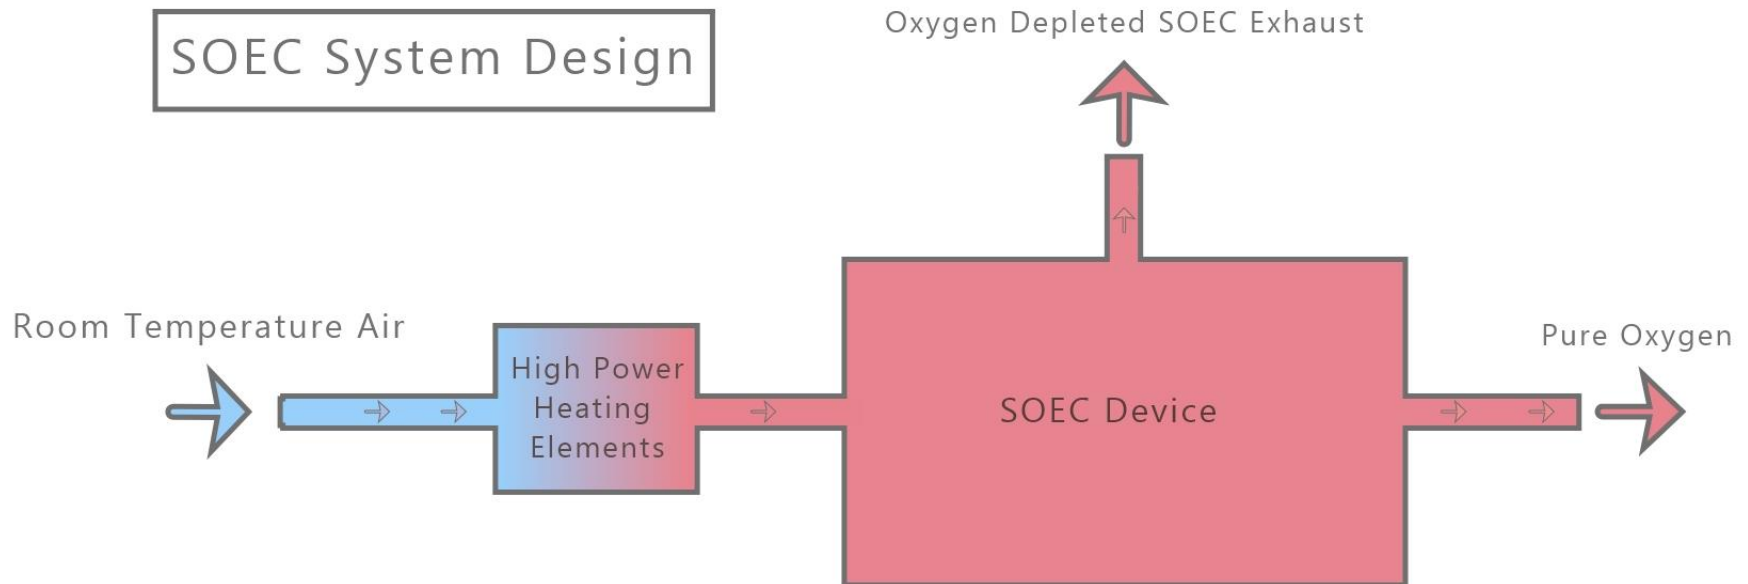 SOEC System Design
Oxygen Depleted SOEC Exhaust
Room Temperature Air
High Power
Heating
Elements
SOEC Device
Pure Oxygen